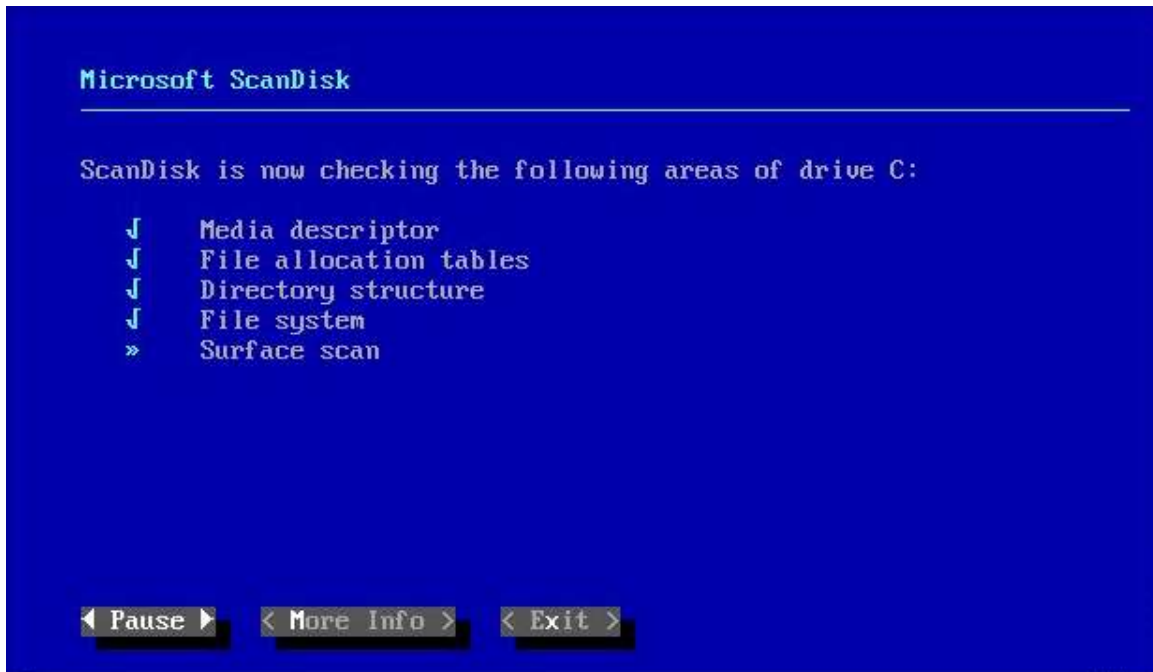 Microsoft ScanDisk
ScanDisk is now checking the following areas of drive C:
√ Media descriptor
√ File allocation tables
√ Directory structure
√ File system
» Surface scan
◄ Pause ► < More Info > < Exit >